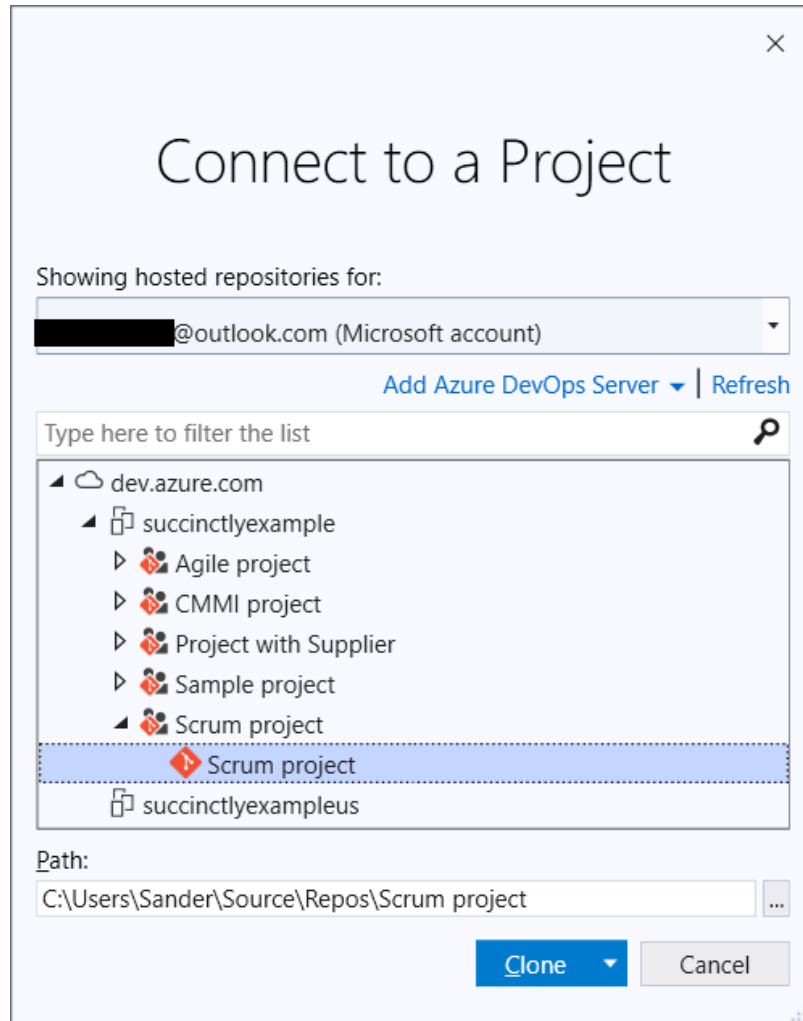 Connect to a Project
Showing hosted repositories for:
@outlook.com (Microsoft account)
Add Azure DevOps Server | Refresh
Type here to filter the list
dev.azure.com
succinctlyexample
Agile project
CMMI project
Project with Supplier
Sample project
Scrum project
Scrum project
succinctlyexampleus
Path:
C:\Users\Sander\Source\Repos\Scrum project
...
Clone
Cancel